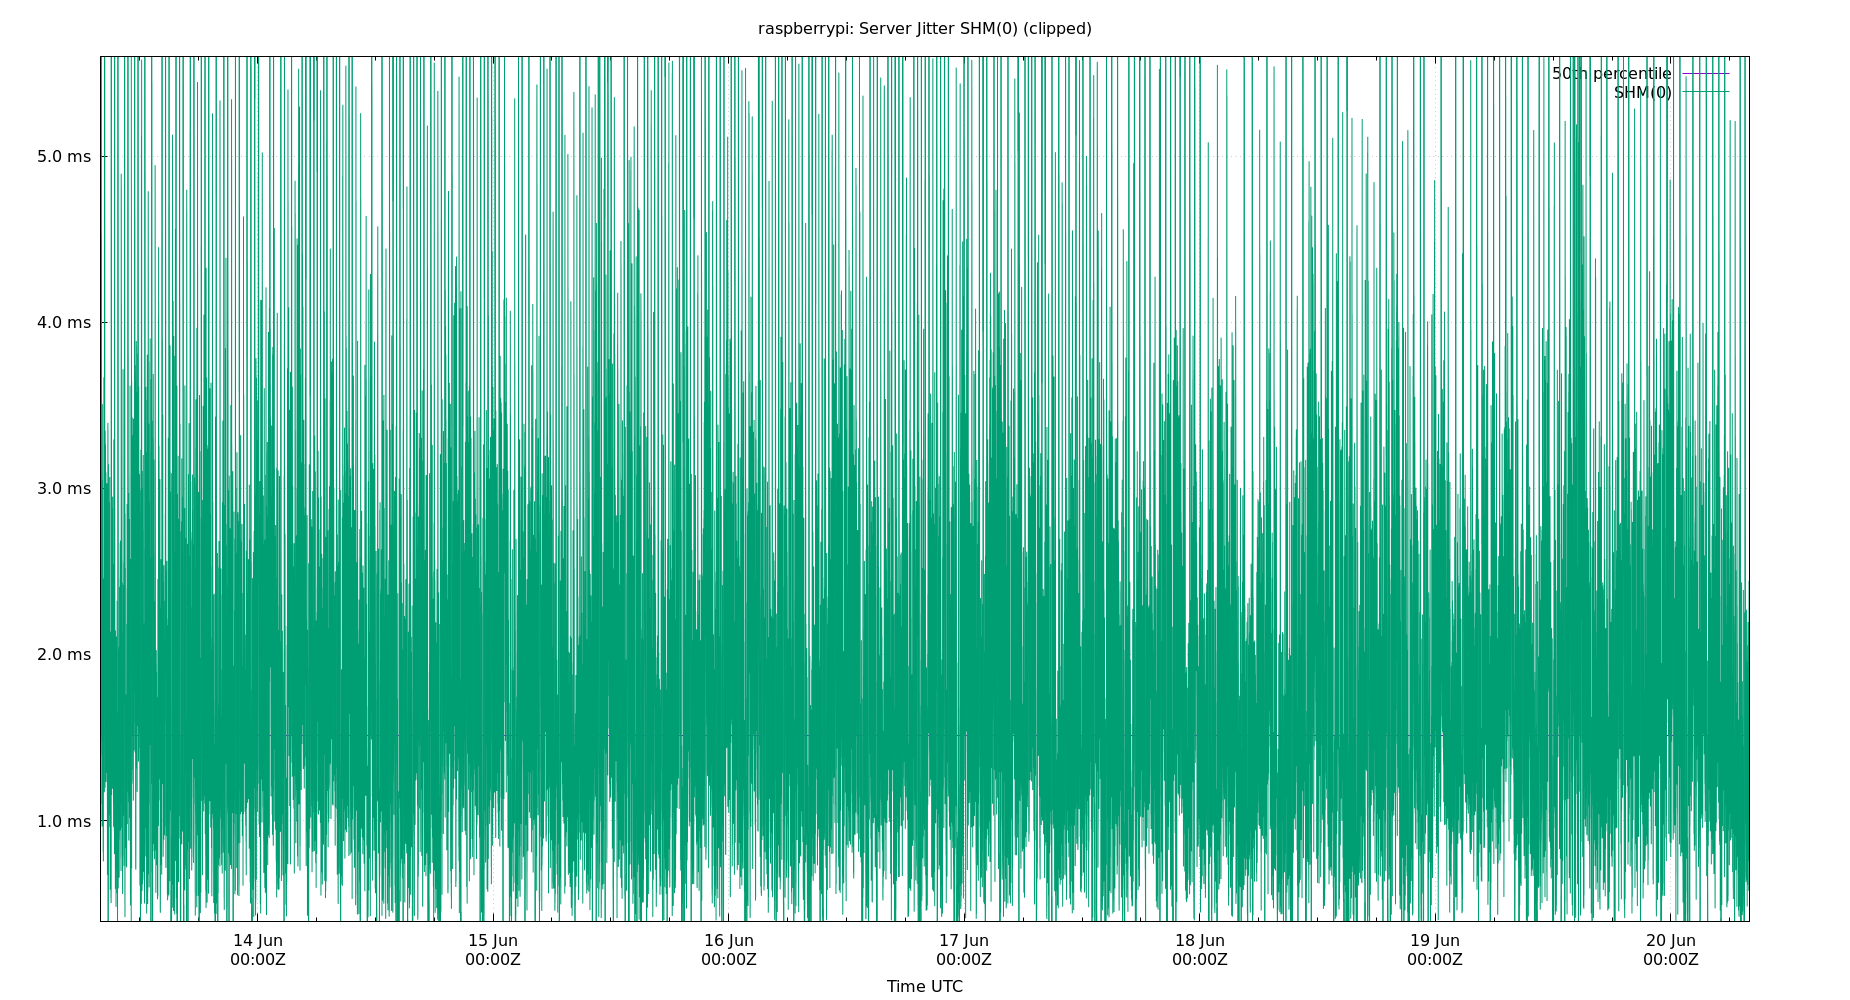 raspberrypi: Server Jitter SHM(0) (clipped)
50th percentile
SHM(0)
5.0 ms
4.0 ms
3.0 ms
2.0 ms
1.0 ms
14 Jun 15 Jun 16 Jun 17 Jun 18 Jun 19 Jun 20 Jun
00:00Z 00:00Z 00:00Z 00:00Z 00:00Z 00:00Z 00:00Z
Time UTC